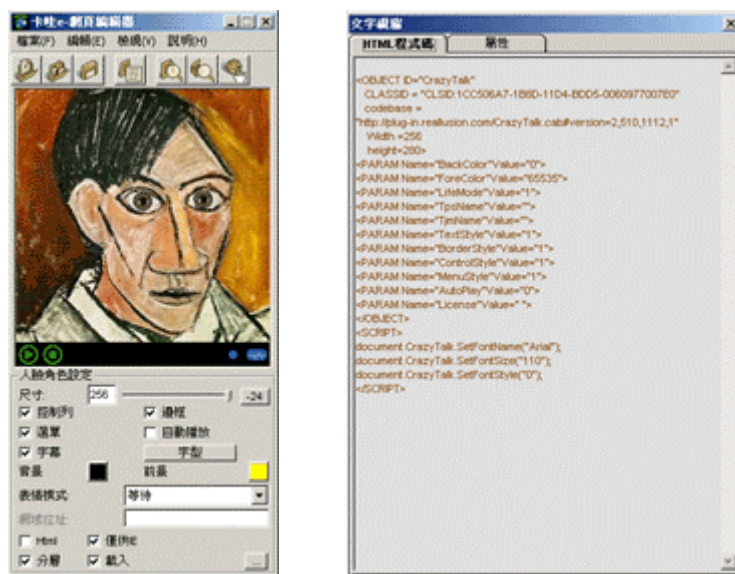 卡哇e-網頁編輯器
檔案(F) 編輯(E) 檢視(V) 說明(H)
人臉角色設定
尺寸: 256 -24
控制列 邊框
選單 自動播放
字幕 字型
背景 前景
表情模式: 等待
網域位址:
Html 僅供IE
分層 載入 ...
文字視窗
HTML 程式碼 屬性
<OBJECT ID="CrazyTalk"
CLASSID = "CLSID:1CC506A7-1B6D-11D4-BDD5-0060977007E0"
codebase =
"http://plug-in.reallusion.com/CrazyTalk.cab#version=2,510,1112,1"
Width =256
height=280>
<PARAM Name="BackColor"Value="0">
<PARAM Name="ForeColor"Value="65535">
<PARAM Name="LifeMode"Value="1">
<PARAM Name="TpsName"Value="">
<PARAM Name="TjmName"Value="">
<PARAM Name="TextStyle"Value="1">
<PARAM Name="BorderStyle"Value="1">
<PARAM Name="ControlStyle"Value="1">
<PARAM Name="MenuStyle"Value="1">
<PARAM Name="AutoPlay"Value="0">
<PARAM Name="License"Value=" ">
</OBJECT>
<SCRIPT>
document.CrazyTalk.SetFontName("Arial");
document.CrazyTalk.SetFontSize("110");
document.CrazyTalk.SetFontStyle("0");
</SCRIPT>